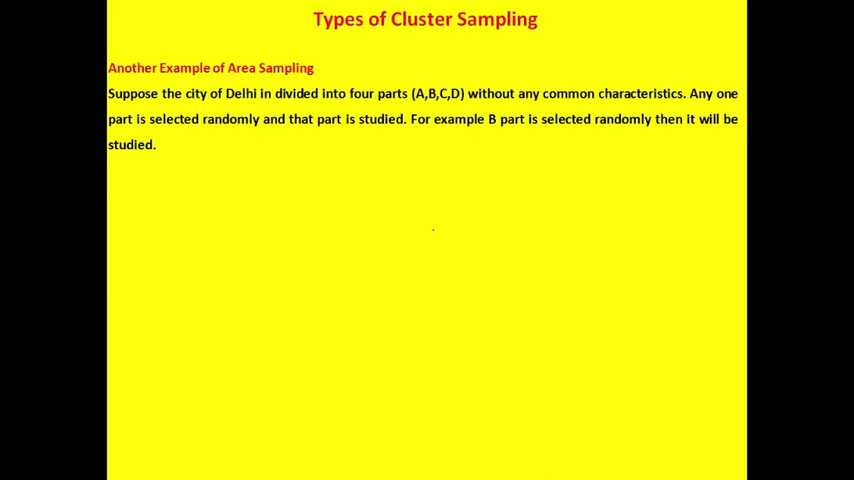 Types of Cluster Sampling
Another Example of Area Sampling
Suppose the city of Delhi in divided into four parts (A,B,C,D) without any common characteristics. Any one
part is selected randomly and that part is studied. For example B part is selected randomly then it will be
studied.